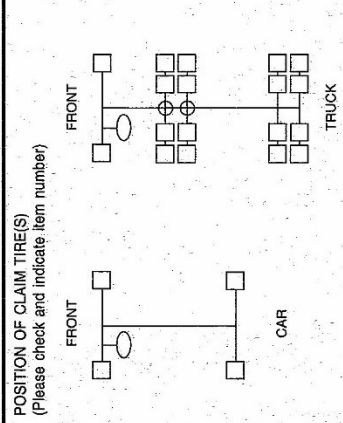 POSITION OF CLAIM TIRE(S)
(Please check and indicate item number)
FRONT
FRONT
CAR
TRUCK